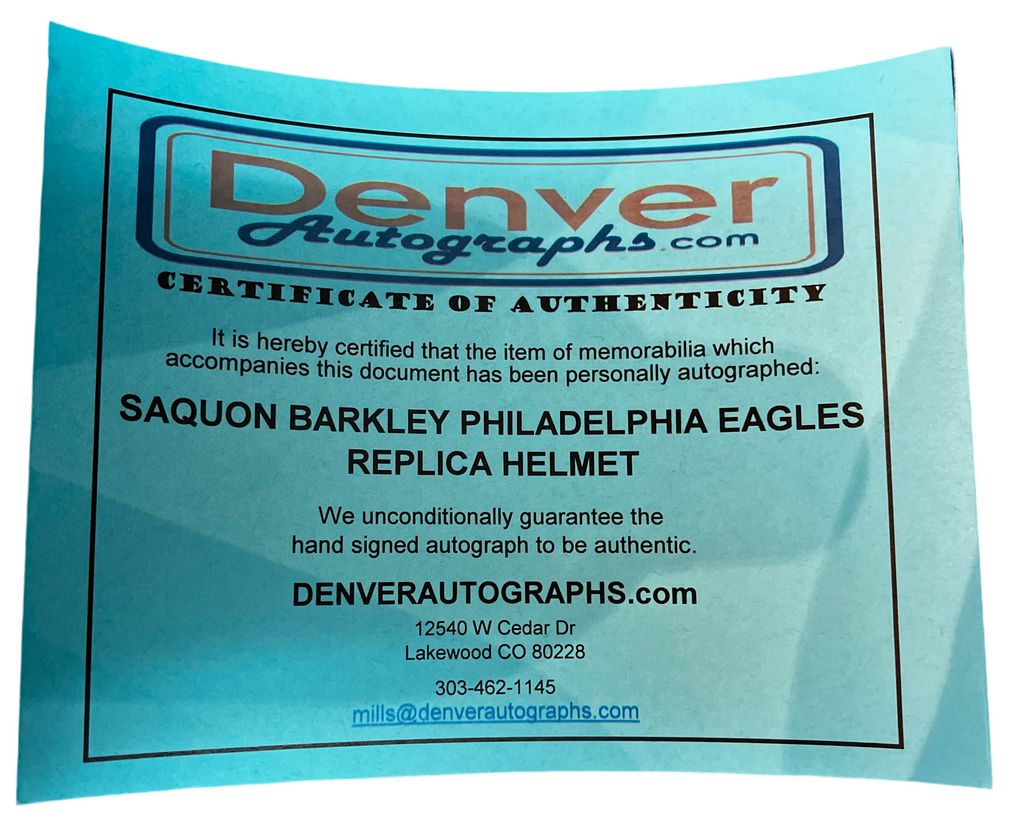 Denver
Autographs.com
CERTIFICATE OF AUTHENTICITY
It is hereby certified that the item of memorabilia which
accompanies this document has been personally autographed:
SAQUON BARKLEY PHILADELPHIA EAGLES
REPLICA HELMET
We unconditionally guarantee the
hand signed autograph to be authentic.
DENVERAUTOGRAPHS.com
12540 W Cedar Dr
Lakewood CO 80228
303-462-1145
mills@denverautographs.com